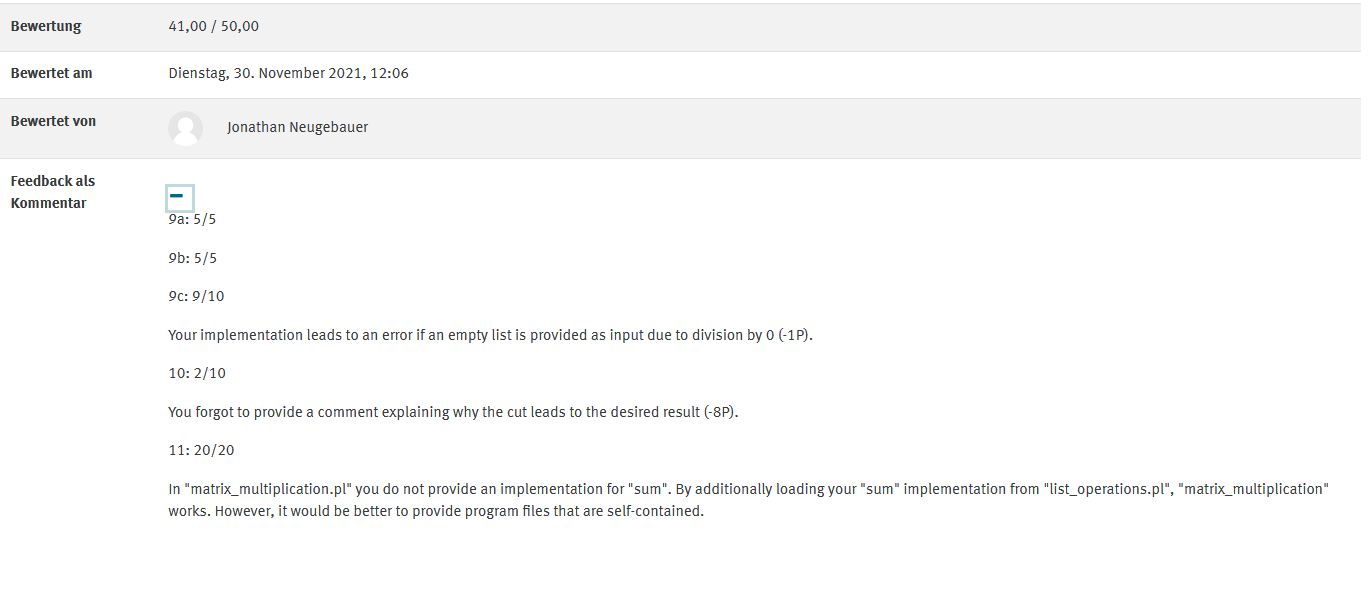 Bewertung
41,00 / 50,00
Bewertet am
Dienstag, 30. November 2021, 12:06
Bewertet von
Jonathan Neugebauer
Feedback als
Kommentar
9a: 5/5
9b: 5/5
9c: 9/10
Your implementation leads to an error if an empty list is provided as input due to division by 0 (-1P).
10: 2/10
You forgot to provide a comment explaining why the cut leads to the desired result (-8P).
11: 20/20
In "matrix_multiplication.pl" you do not provide an implementation for "sum". By additionally loading your "sum" implementation from "list_operations.pl", "matrix_multiplication"
works. However, it would be better to provide program files that are self-contained.